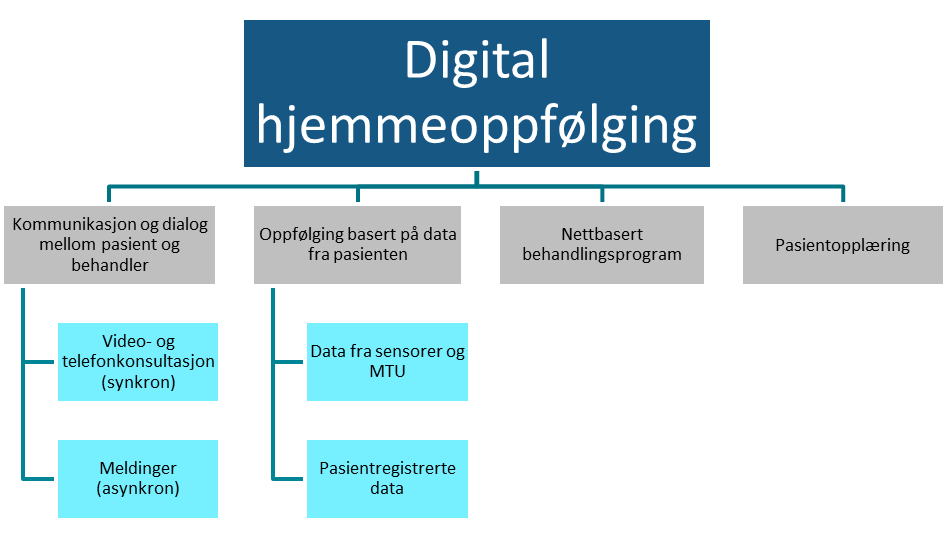 Digital
hjemmeoppfølging
Kommunikasjon og dialog
mellom pasient og
behandler
Oppfølging basert på data
fra pasienten
Nettbasert
behandlingsprogram
Pasientopplæring
Video- og
telefonkonsultasjon
(synkron)
Data fra sensorer og
MTU
Meldinger
(asynkron)
Pasientregistrerte
data